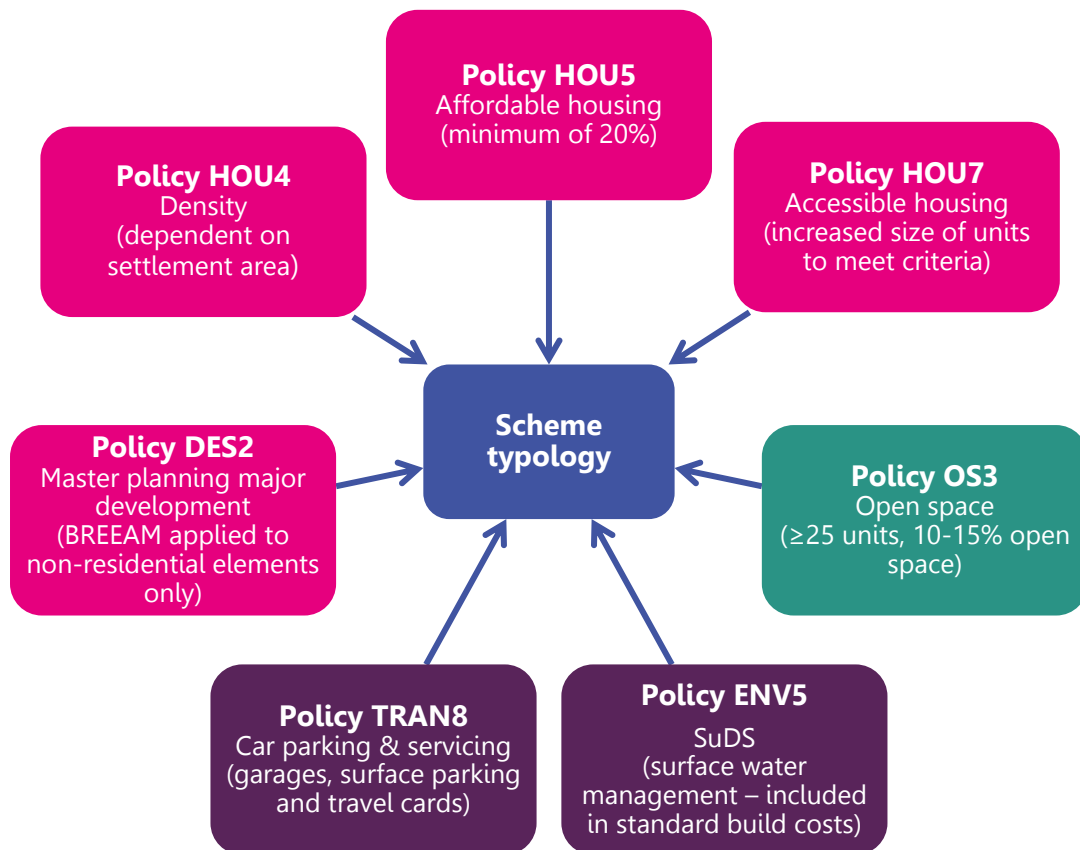 Policy HOU5
Affordable housing
(minimum of 20%)
Policy HOU4
Density
(dependent on
settlement area)
Policy HOU7
Accessible housing
(increased size of units
to meet criteria)
Scheme
typology
Policy DES2
Master planning major
development
(BREEAM applied to
non-residential elements
only)
Policy OS3
Open space
(≥25 units, 10-15% open
space)
Policy TRAN8
Car parking & servicing
(garages, surface parking
and travel cards)
Policy ENV5
SuDS
(surface water
management – included
in standard build costs)